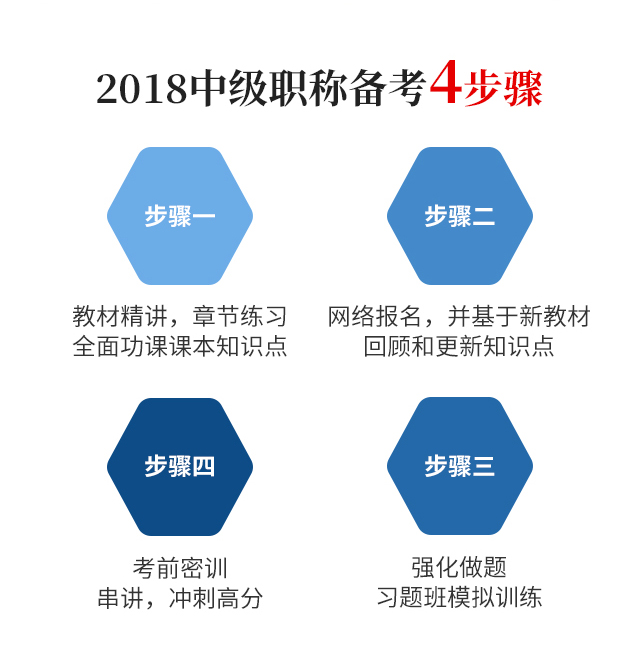 2018中级职称备考4步骤
步骤一
教材精讲，章节练习
全面功课课本知识点
步骤二
网络报名，并基于新教材
回顾和更新知识点
步骤三
强化做题
习题班模拟训练
步骤四
考前密训
串讲，冲刺高分